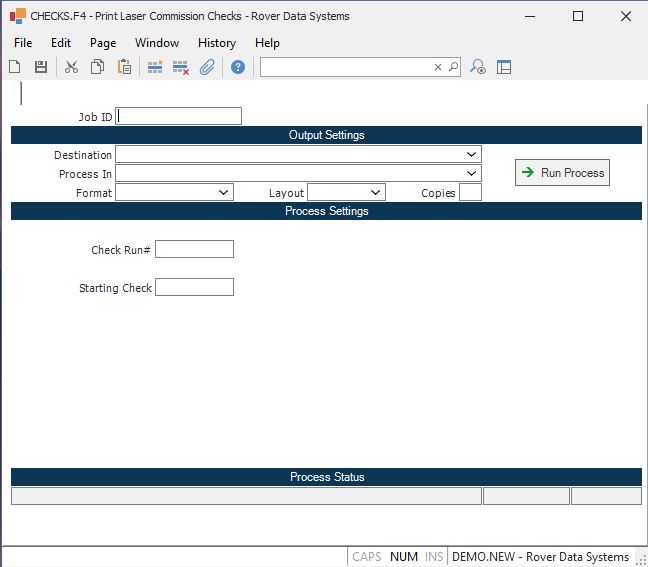 CHECKS.F4 - Print Laser Commission Checks - Rover Data Systems
File Edit Page Window History Help
Job ID
Output Settings
Destination
Process In
Run Process
Format Layout Copies
Process Settings
Check Run#
Starting Check
Process Status
CAPS NUM INS DEMO.NEW - Rover Data Systems